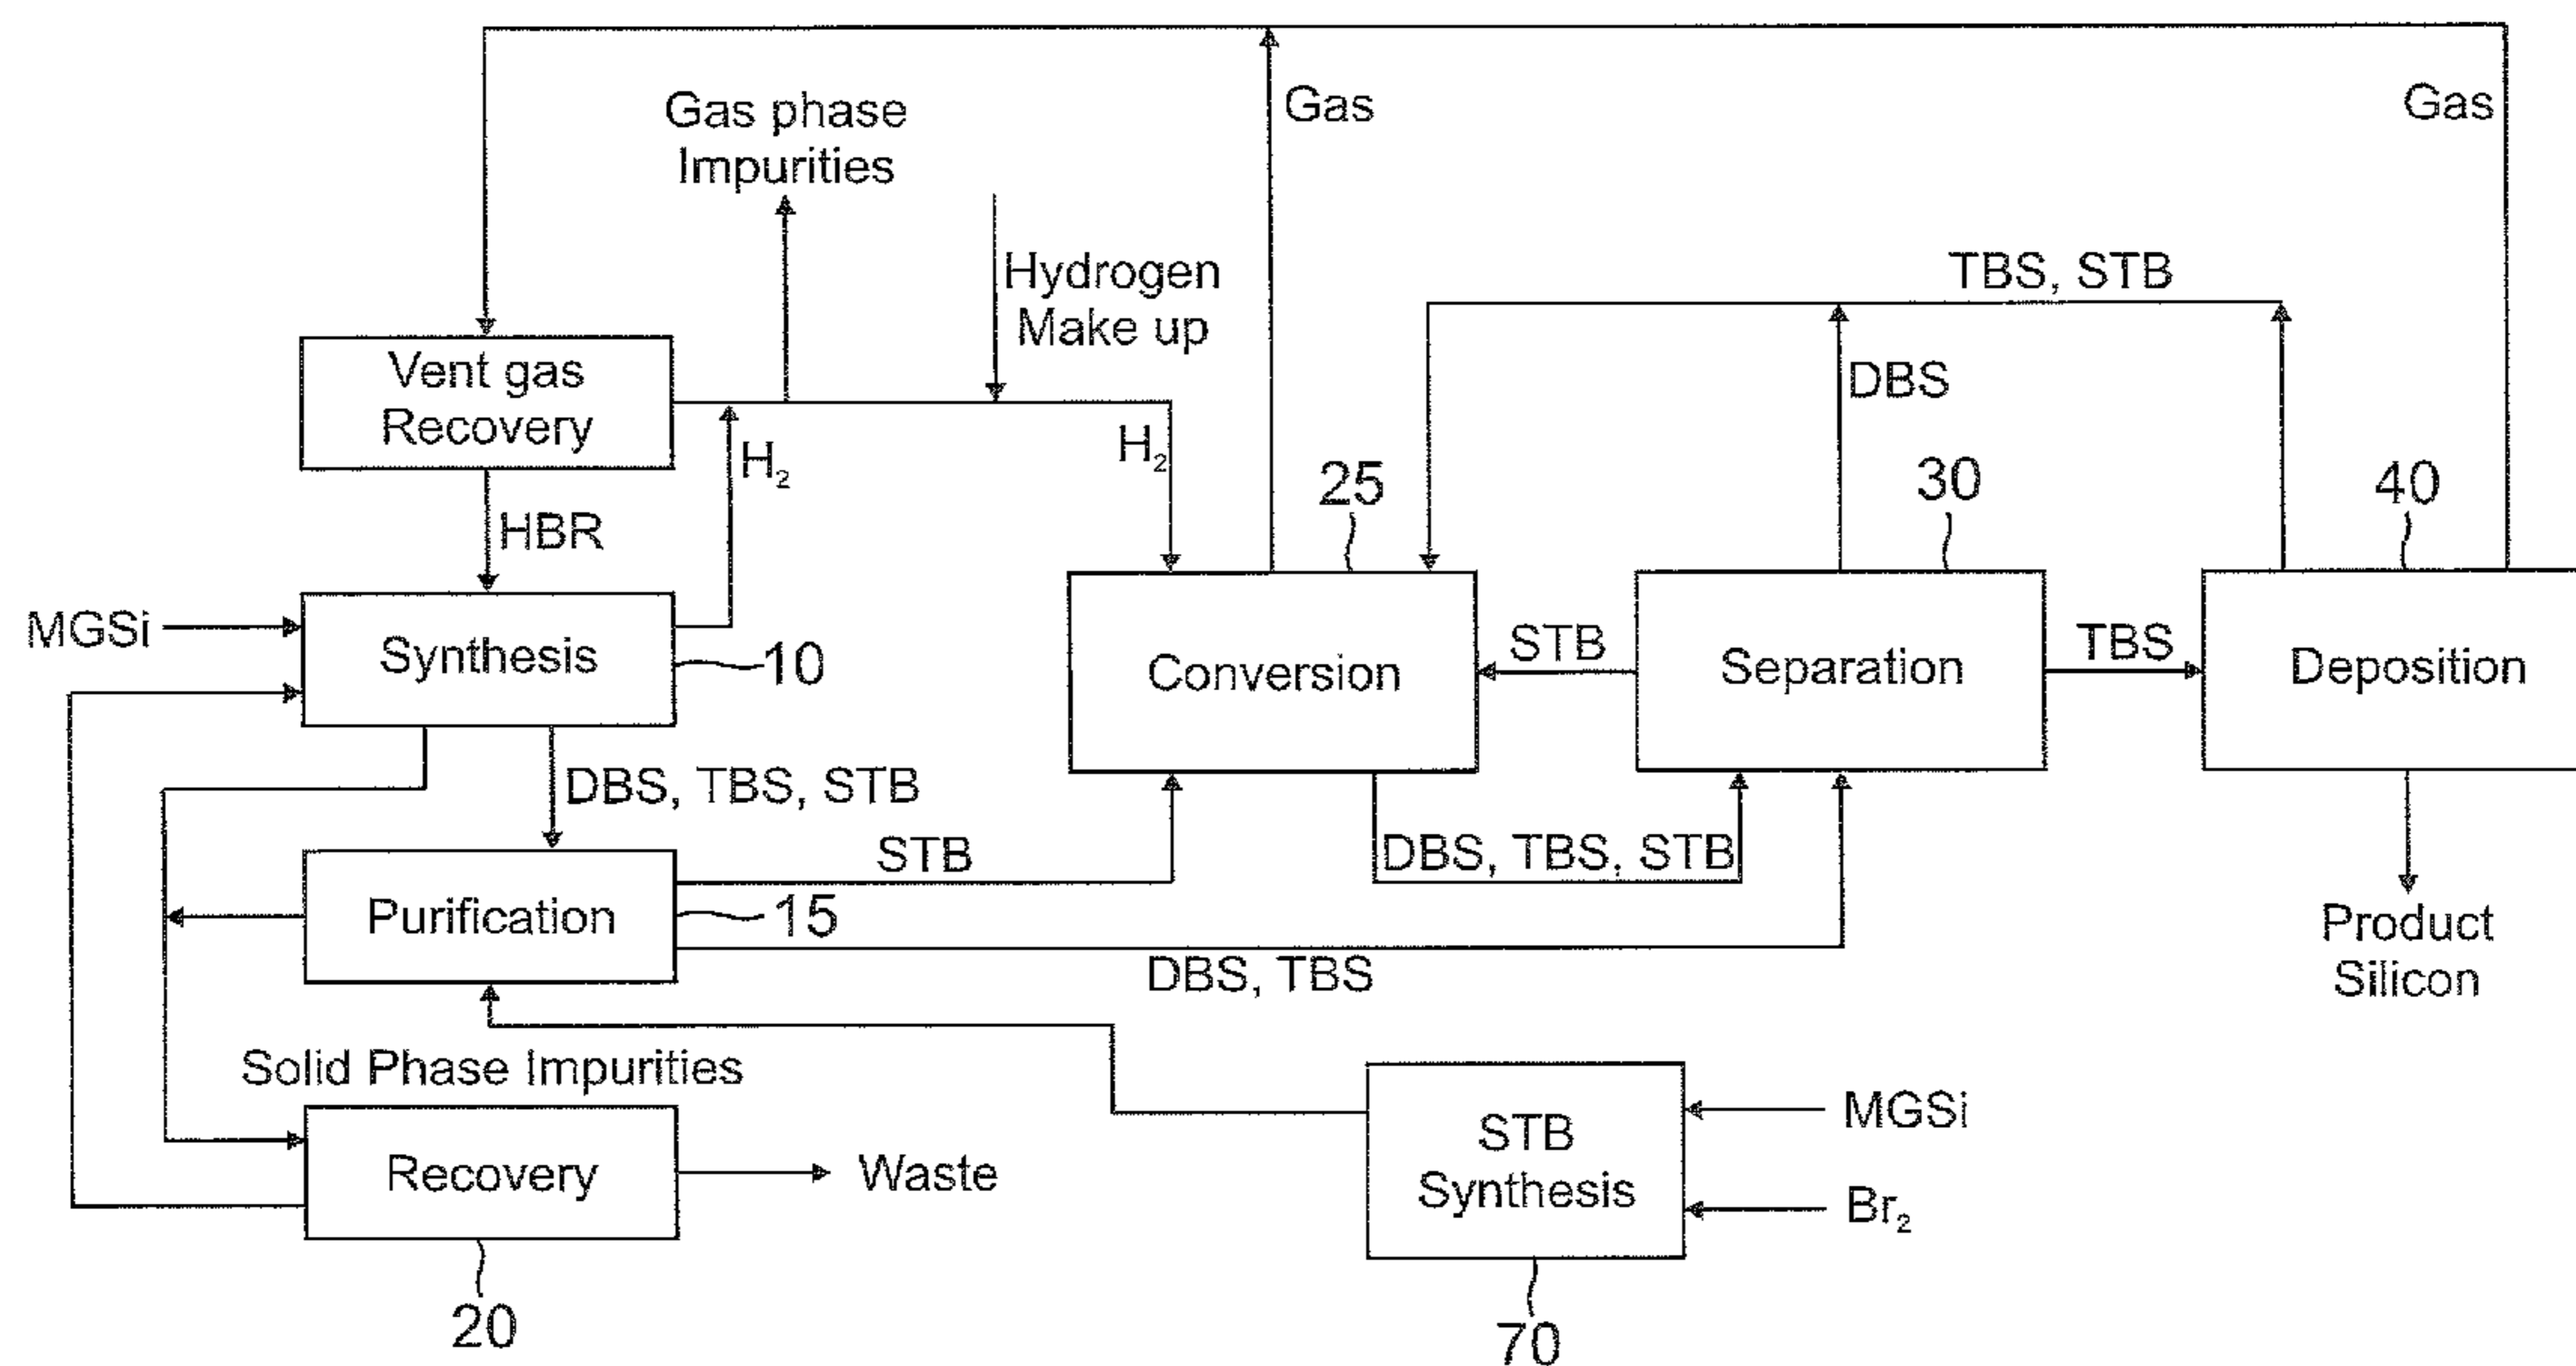 Gas phase
Impurities
Gas
Gas
Hydrogen
Make up
TBS, STB
Vent gas
Recovery
DBS
H₂
H₂
25
30
40
HBR
MGSi
Synthesis
10
Conversion
STB
Separation
TBS
Deposition
DBS, TBS, STB
STB
DBS, TBS, STB
Purification
15
DBS, TBS
Product
Silicon
Solid Phase Impurities
Recovery
Waste
STB
Synthesis
MGSi
Br₂
20
70